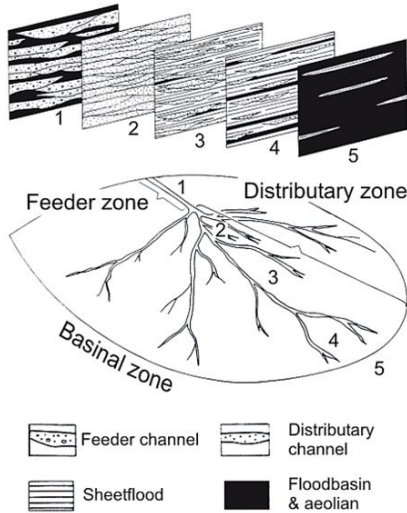 1
2
3
4
5
Feeder zone
1
Distributary zone
2
3
4
5
Basinal zone
Feeder channel
Distributary
channel
Sheetflood
Floodbasin
& aeolian